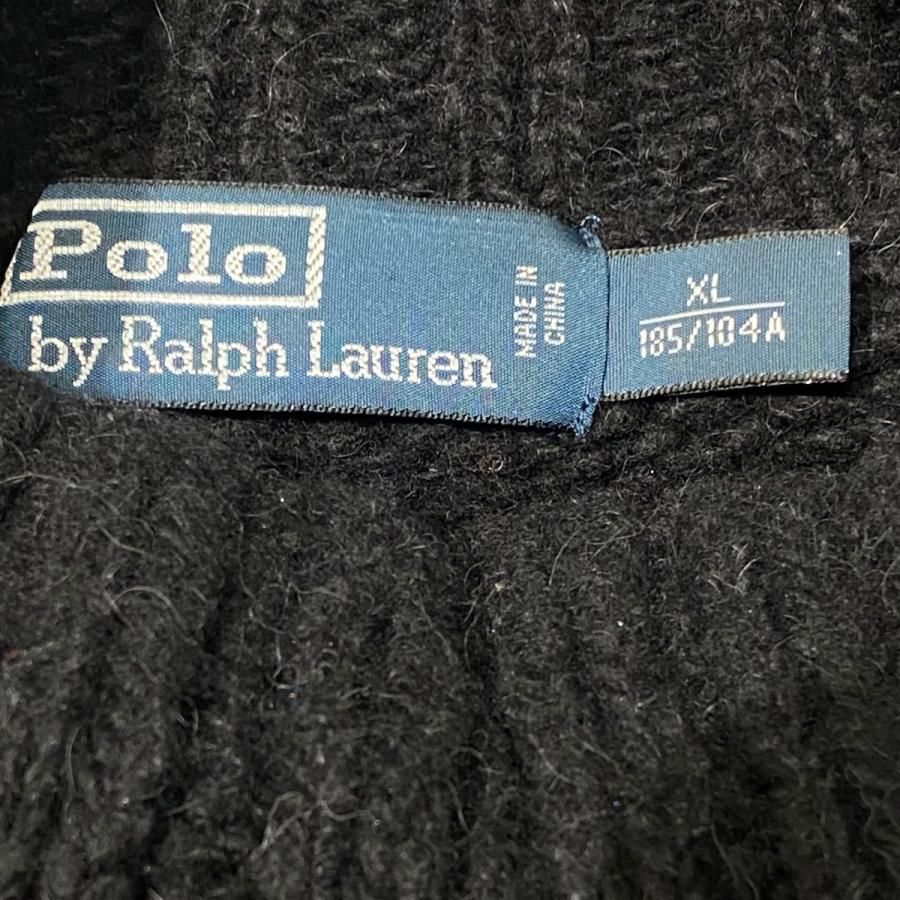 Polo
by Ralph Lauren
MADE IN
CHINA
XL
185/104A